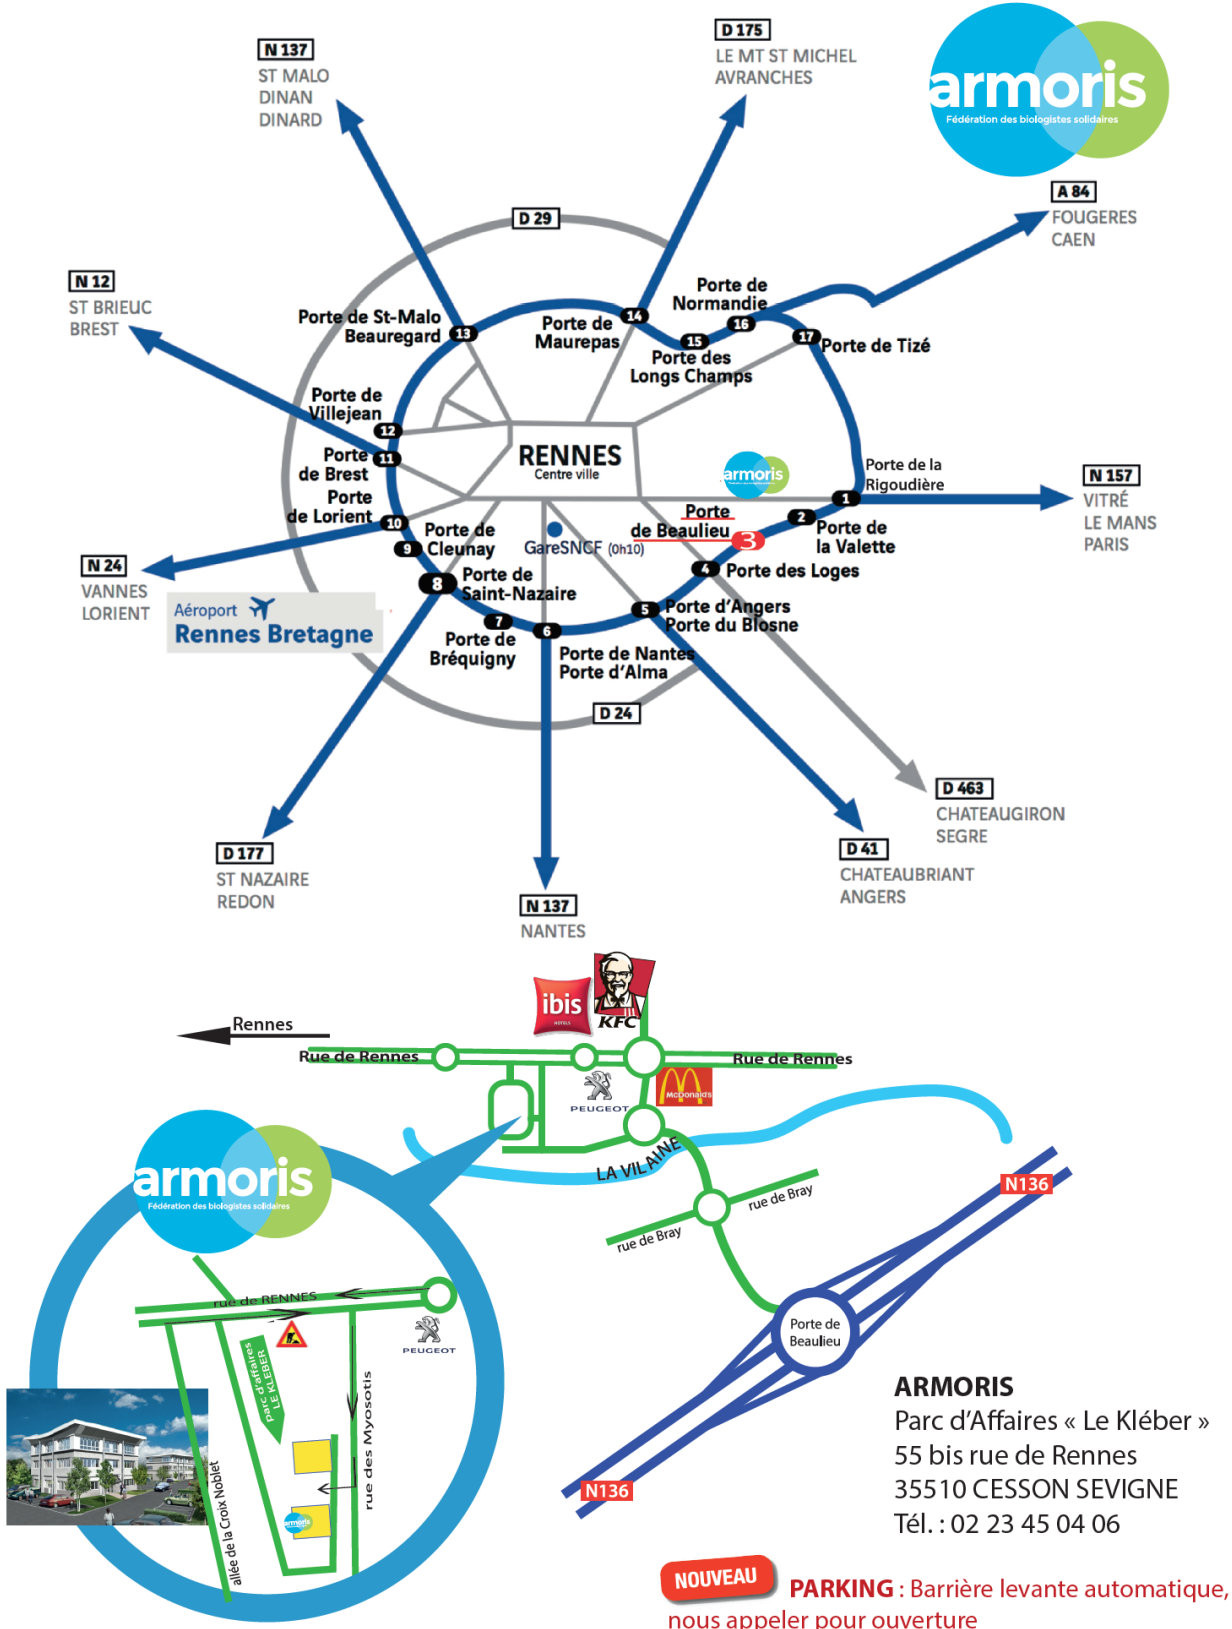 N 137
ST MALO
DINAN
DINARD
D 175
LE MT ST MICHEL
AVRANCHES
armoris
Fédération des biologistes solidaires
A 84
FOUGERES
CAEN
D 29
N 12
ST BRIEUC
BREST
Porte de St-Malo
Beauregard
13
Porte de
Maurepas
14
Porte de
Normandie
16
15
Porte des
Longs Champs
17
Porte de Tizé
Porte de
Villejean
12
Porte
de Brest
11
RENNES
Centre ville
armoris
Porte de la
Rigoudière
1
N 157
VITRÉ
LE MANS
PARIS
Porte
de Lorient
10
Porte de
Cleunay
9
GareSNCF (0h10)
Porte
de Beaulieu
3
2
Porte de
la Valette
4
Porte des Loges
N 24
VANNES
LORIENT
Aéroport
Rennes Bretagne
8
Porte de
Saint-Nazaire
7
Porte de
Bréquigny
6
Porte de Nantes
Porte d'Alma
5
Porte d'Angers
Porte du Blosne
D 24
D 463
CHATEAUGIRON
SEGRE
D 177
ST NAZAIRE
REDON
D 41
CHATEAUBRIANT
ANGERS
N 137
NANTES
ibis
HOTELS
KFC
Rennes
Rue de Rennes
Rue de Rennes
PEUGEOT
McDonald's
LA VILAINE
rue de Bray
rue de Bray
N136
Porte de
Beaulieu
N136
armoris
Fédération des biologistes solidaires
rue de RENNES
PEUGEOT
Parc d'affaires
LE KLEBER
rue des Myosotis
allée de la Croix Noblet
armoris
ARMORIS
Parc d'Affaires « Le Kléber »
55 bis rue de Rennes
35510 CESSON SEVIGNE
Tél. : 02 23 45 04 06
NOUVEAU
PARKING : Barrière levante automatique,
nous appeler pour ouverture